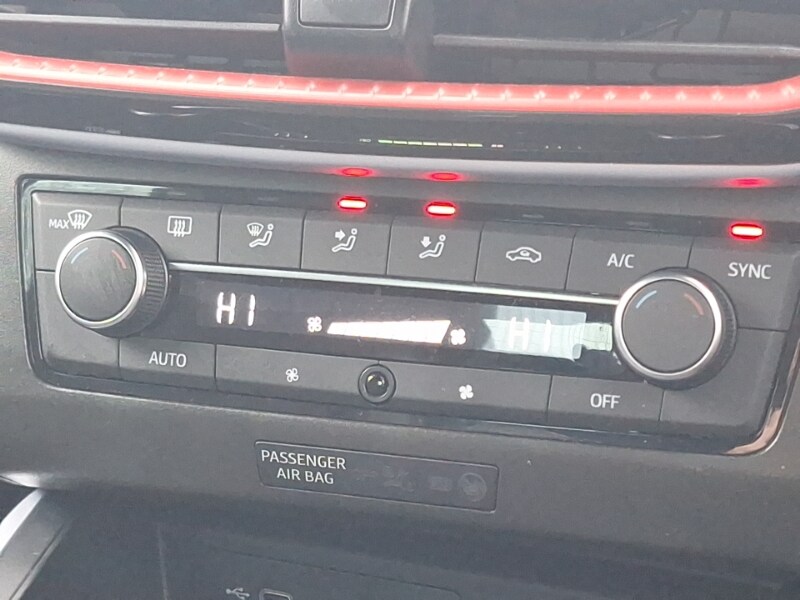 MAX
A/C
SYNC
HI
HI
AUTO
OFF
PASSENGER
AIR BAG